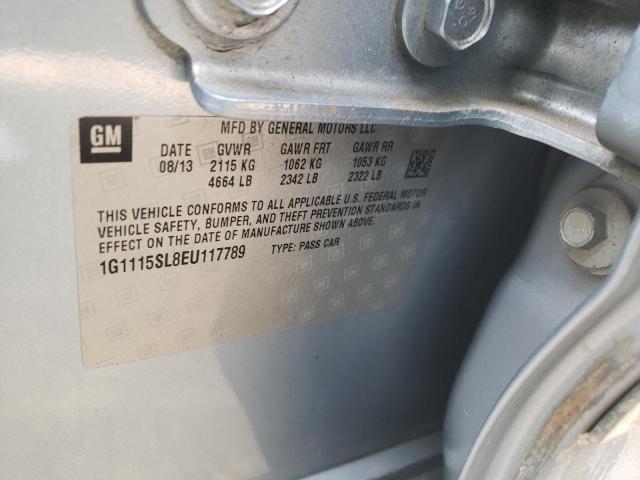 GM
MFD BY GENERAL MOTORS LLC
DATE GVWR GAWR FRT GAWR RR
08/13 2115 KG 1062 KG 1053 KG
4664 LB 2342 LB 2322 LB
THIS VEHICLE CONFORMS TO ALL APPLICABLE U.S. FEDERAL MOTOR
VEHICLE SAFETY, BUMPER, AND THEFT PREVENTION STANDARDS IN
EFFECT ON THE DATE OF MANUFACTURE SHOWN ABOVE.
1G1115SL8EU117789 TYPE: PASS CAR